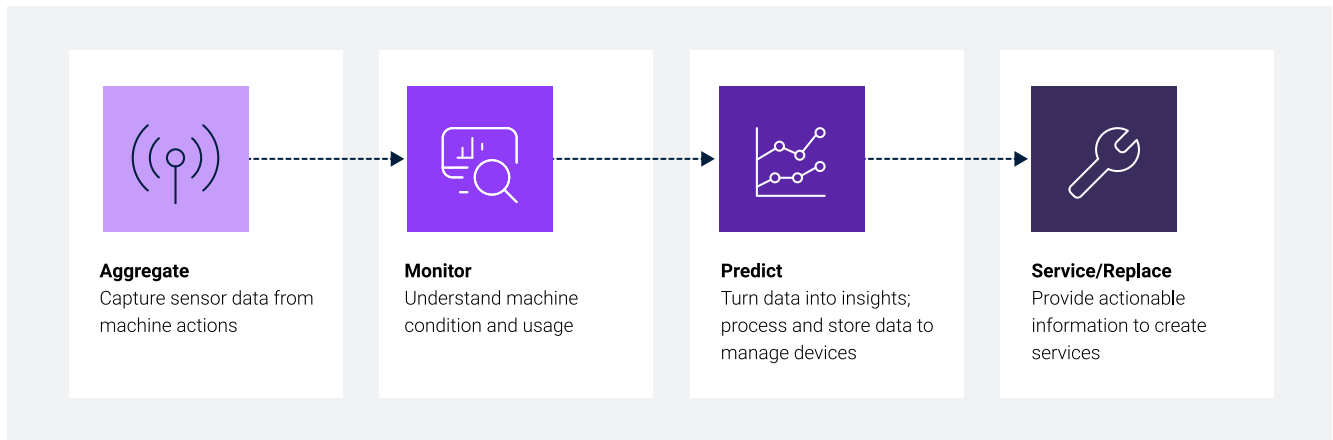 Aggregate
Capture sensor data from
machine actions
Monitor
Understand machine
condition and usage
Predict
Turn data into insights;
process and store data to
manage devices
Service/Replace
Provide actionable
information to create
services